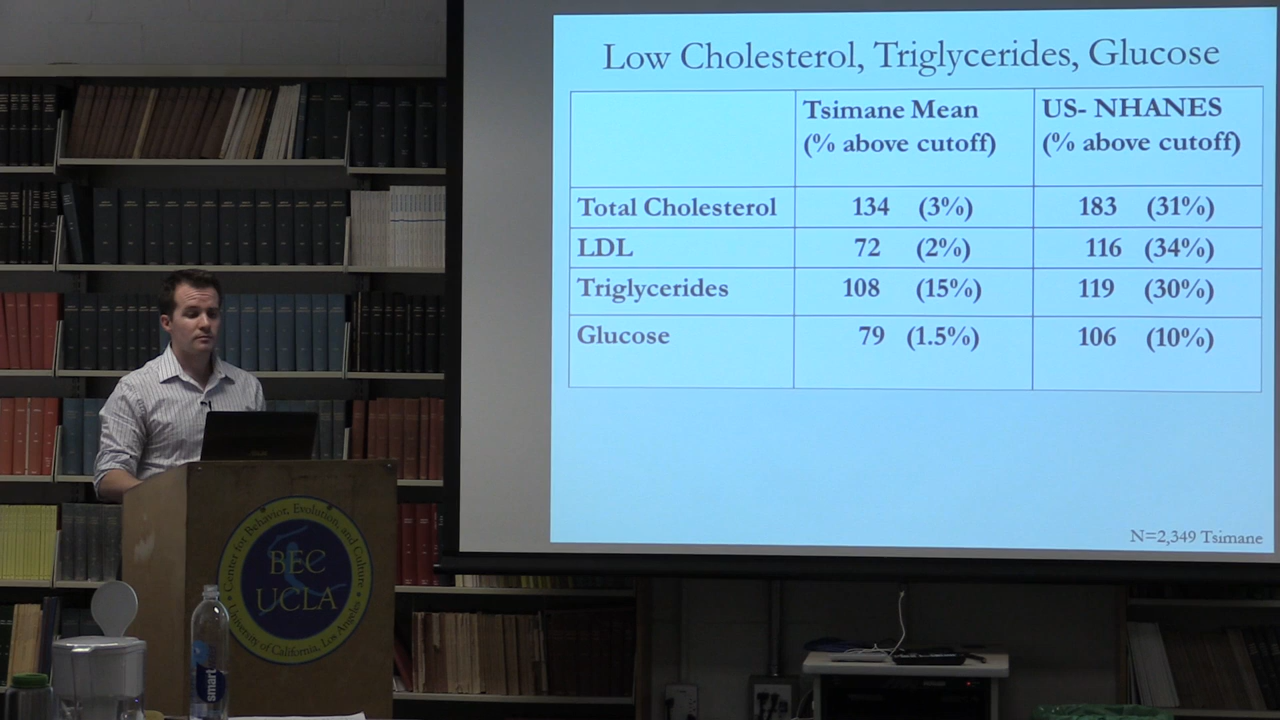 Low Cholesterol, Triglycerides, Glucose
Tsimane Mean
(% above cutoff)
US- NHANES
(% above cutoff)
Total Cholesterol 134 (3%) 183 (31%)
LDL 72 (2%) 116 (34%)
Triglycerides 108 (15%) 119 (30%)
Glucose 79 (1.5%) 106 (10%)
N=2,349 Tsimane
Center for Behavior, Evolution, and Culture
BEC
UCLA
University of California, Los Angeles
smart